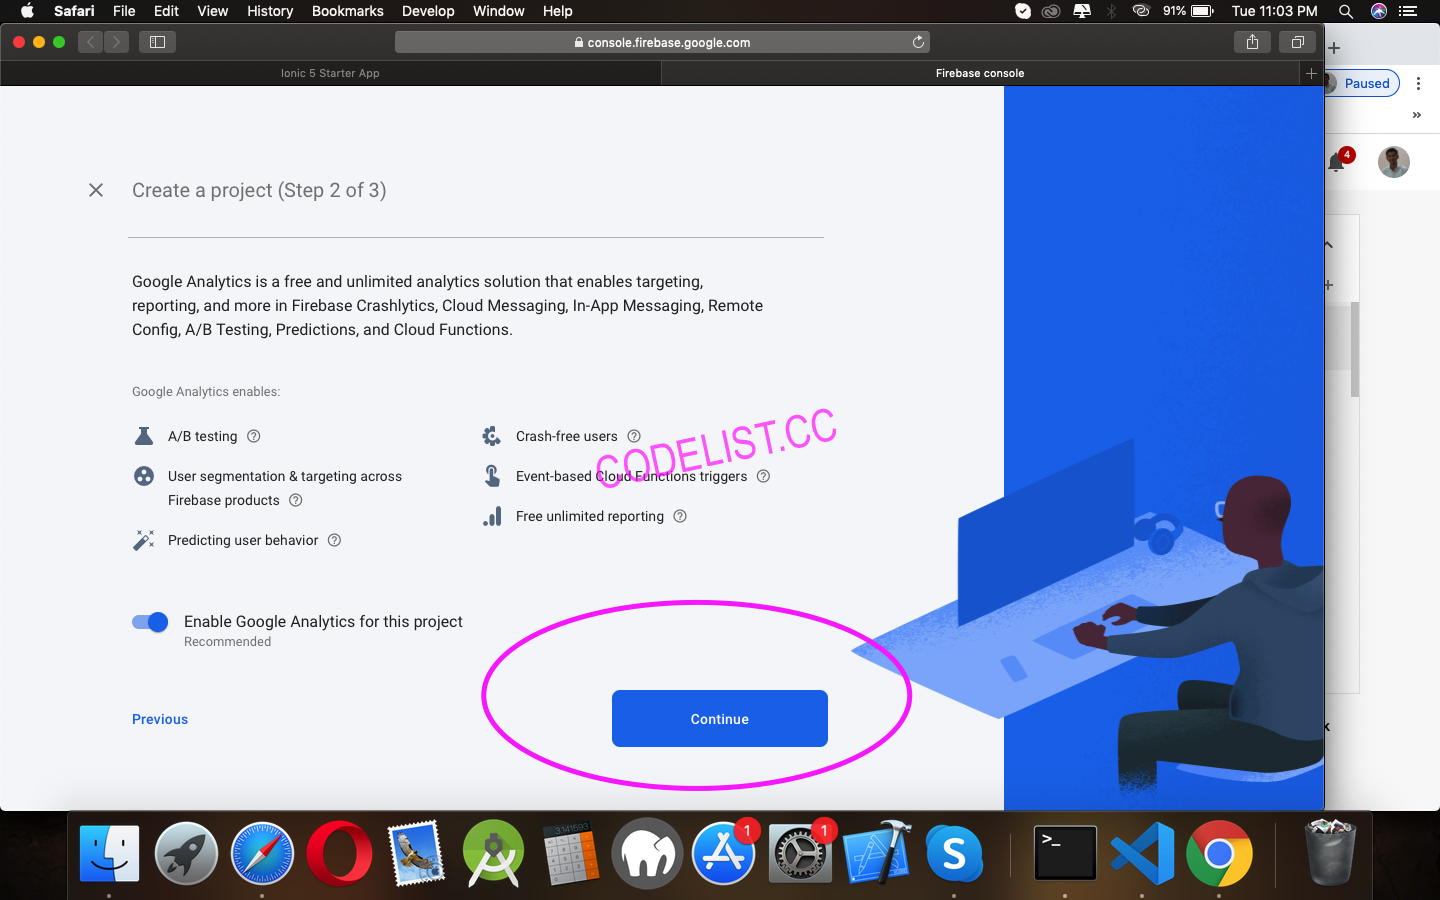 Safari File Edit View History Bookmarks Develop Window Help
91% Tue 11:03 PM
console.firebase.google.com
Ionic 5 Starter App
Firebase console
Paused
4
Create a project (Step 2 of 3)
Google Analytics is a free and unlimited analytics solution that enables targeting,
reporting, and more in Firebase Crashlytics, Cloud Messaging, In-App Messaging, Remote
Config, A/B Testing, Predictions, and Cloud Functions.
Google Analytics enables:
A/B testing
User segmentation & targeting across
Firebase products
Predicting user behavior
Crash-free users
Event-based Cloud Functions triggers
Free unlimited reporting
CODELIST.CC
Enable Google Analytics for this project
Recommended
Previous
Continue
3.141593
1
1
S
>_